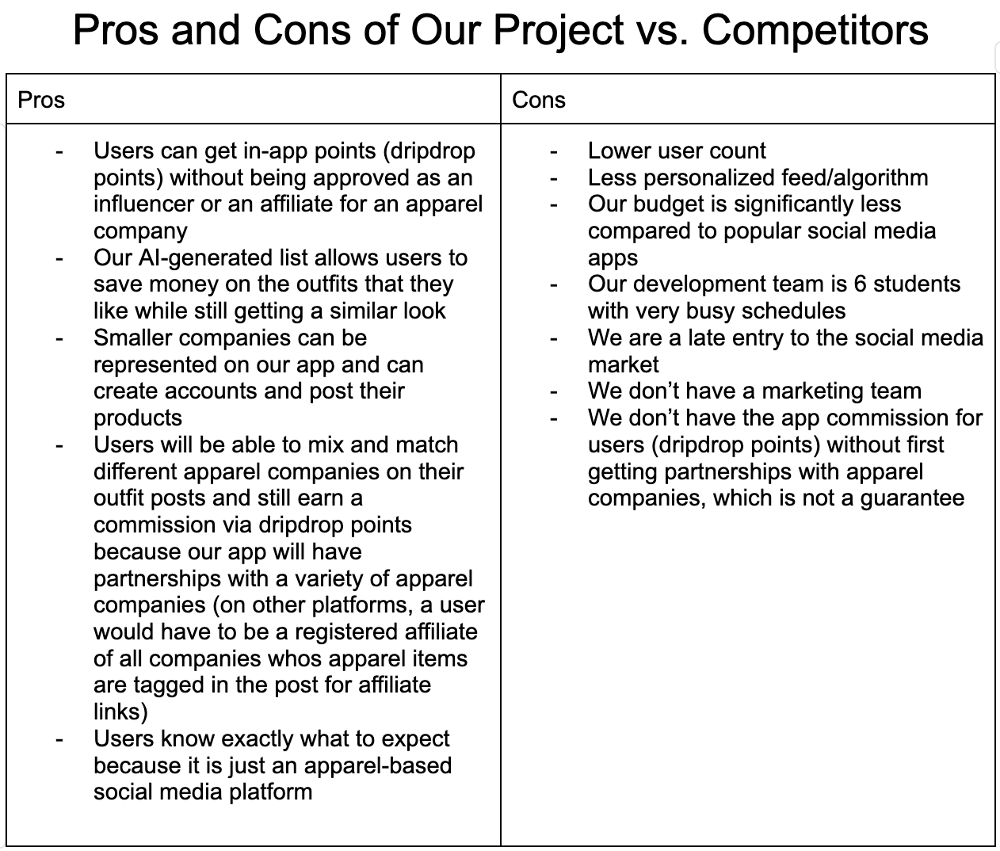 Pros and Cons of Our Project vs. Competitors
Pros
- Users can get in-app points (dripdrop
points) without being approved as an
influencer or an affiliate for an apparel
company
- Our AI-generated list allows users to
save money on the outfits that they
like while still getting a similar look
- Smaller companies can be
represented on our app and can
create accounts and post their
products
- Users will be able to mix and match
different apparel companies on their
outfit posts and still earn a
commission via dripdrop points
because our app will have
partnerships with a variety of apparel
companies (on other platforms, a user
would have to be a registered affiliate
of all companies whos apparel items
are tagged in the post for affiliate
links)
- Users know exactly what to expect
because it is just an apparel-based
social media platform
Cons
- Lower user count
- Less personalized feed/algorithm
- Our budget is significantly less
compared to popular social media
apps
- Our development team is 6 students
with very busy schedules
- We are a late entry to the social media
market
- We don’t have a marketing team
- We don’t have the app commission for
users (dripdrop points) without first
getting partnerships with apparel
companies, which is not a guarantee